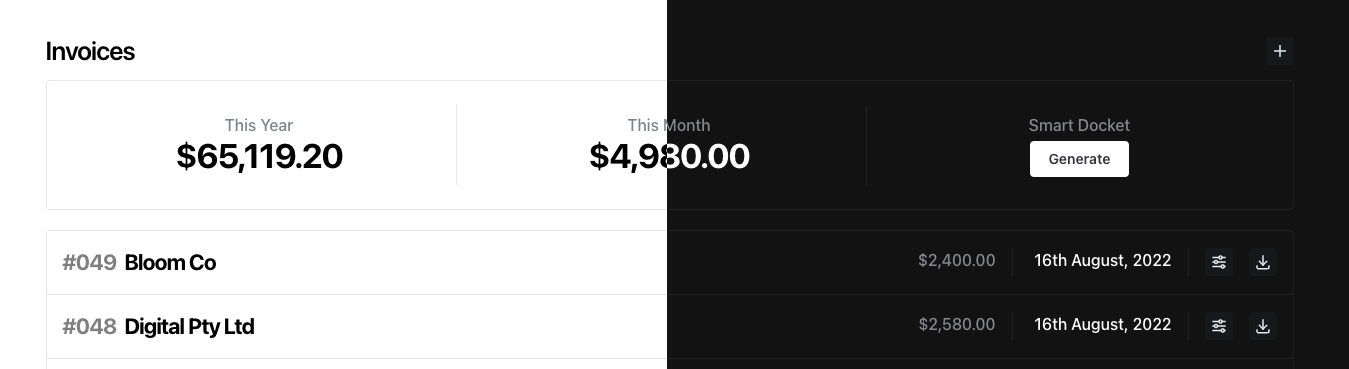 Invoices
This Year
$65,119.20
This Month
$4,980.00
Smart Docket
Generate
#049 Bloom Co $2,400.00 16th August, 2022
#048 Digital Pty Ltd $2,580.00 16th August, 2022